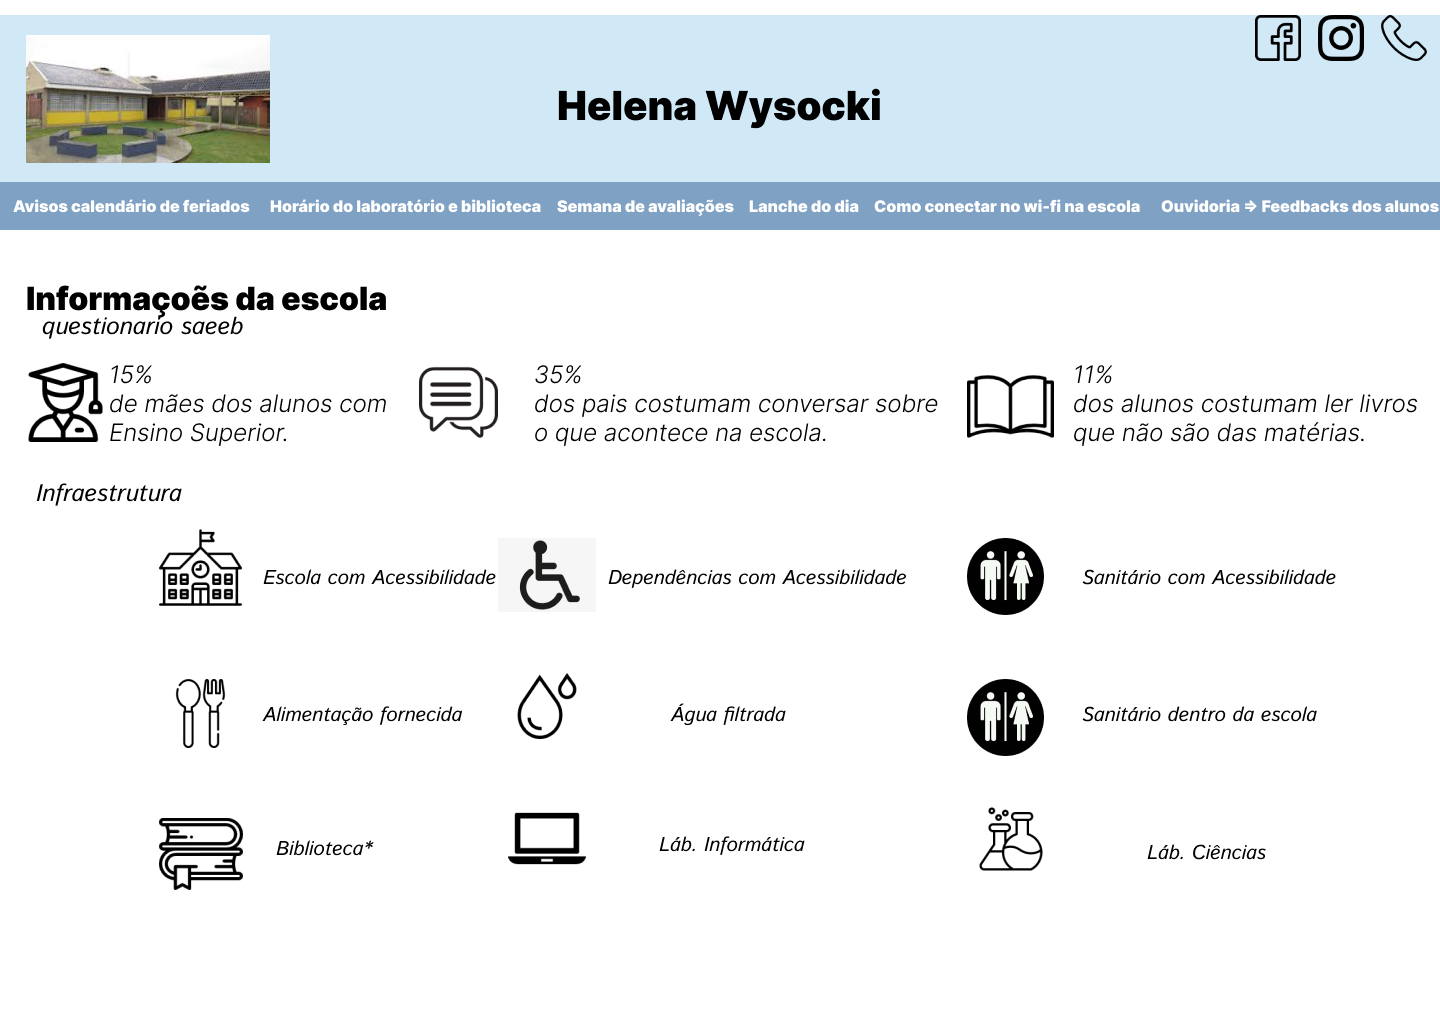 Helena Wysocki
Avisos calendário de feriados
Horário do laboratório e biblioteca
Semana de avaliações
Lanche do dia
Como conectar no wi-fi na escola
Ouvidoria => Feedbacks dos alunos
Informaçoẽs da escola
questionario saeeb
15%
de mães dos alunos com
Ensino Superior.
35%
dos pais costumam conversar sobre
o que acontece na escola.
11%
dos alunos costumam ler livros
que não são das matérias.
Infraestrutura
Escola com Acessibilidade
Dependências com Acessibilidade
Sanitário com Acessibilidade
Alimentação fornecida
Água filtrada
Sanitário dentro da escola
Biblioteca*
Láb. Informática
Láb. Ciências